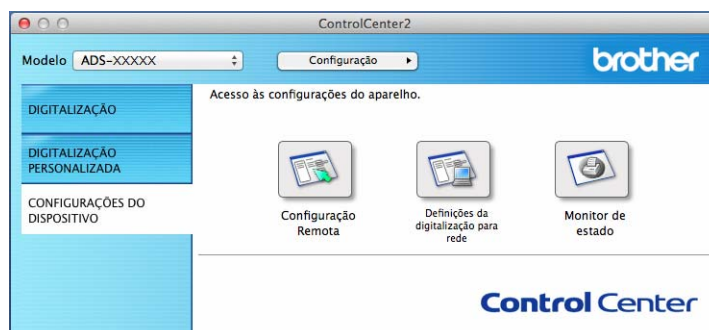 ControlCenter2
Modelo ADS-XXXXX Configuração
brother
DIGITALIZAÇÃO
DIGITALIZAÇÃO
PERSONALIZADA
CONFIGURAÇÕES DO
DISPOSITIVO
Acesso às configurações do aparelho.
Configuração
Remota
Definições da
digitalização para
rede
Monitor de
estado
Control Center